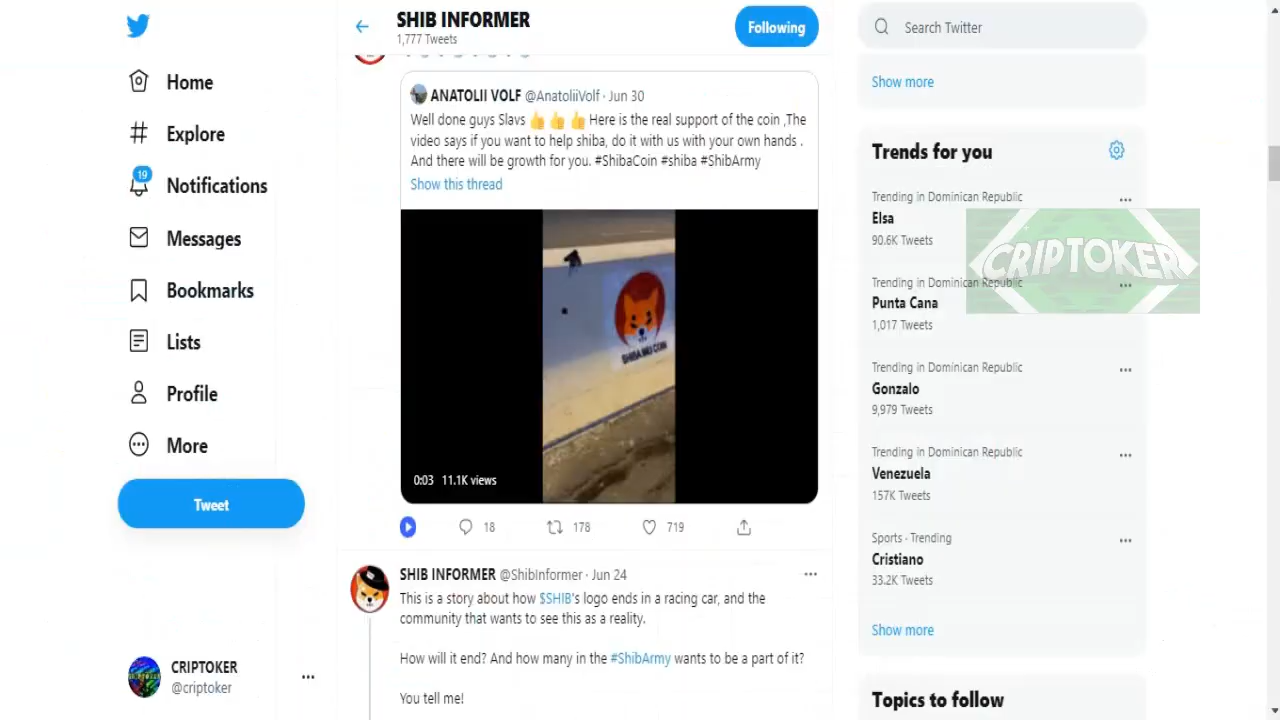 SHIB INFORMER
1,777 Tweets
Following
Search Twitter
Home
Explore
19
Notifications
Messages
Bookmarks
Lists
Profile
More
Tweet
CRIPTOKER
@criptoker
ANATOLII VOLF @AnatoliiVolf · Jun 30
Well done guys Slavs 👍 👍 👍 Here is the real support of the coin ,The
video says if you want to help shiba, do it with us with your own hands .
And there will be growth for you. #ShibaCoin #shiba #ShibArmy
Show this thread
SHIBA INU COIN
0:03 11.1K views
18 178 719
SHIB INFORMER @ShibInformer · Jun 24
This is a story about how $SHIB's logo ends in a racing car, and the
community that wants to see this as a reality.
How will it end? And how many in the #ShibArmy wants to be a part of it?
You tell me!
Show more
Trends for you
Trending in Dominican Republic
Elsa
90.6K Tweets
CRIPTOKER
Trending in Dominican Republic
Punta Cana
1,017 Tweets
Trending in Dominican Republic
Gonzalo
9,979 Tweets
Trending in Dominican Republic
Venezuela
157K Tweets
Sports · Trending
Cristiano
33.2K Tweets
Show more
Topics to follow